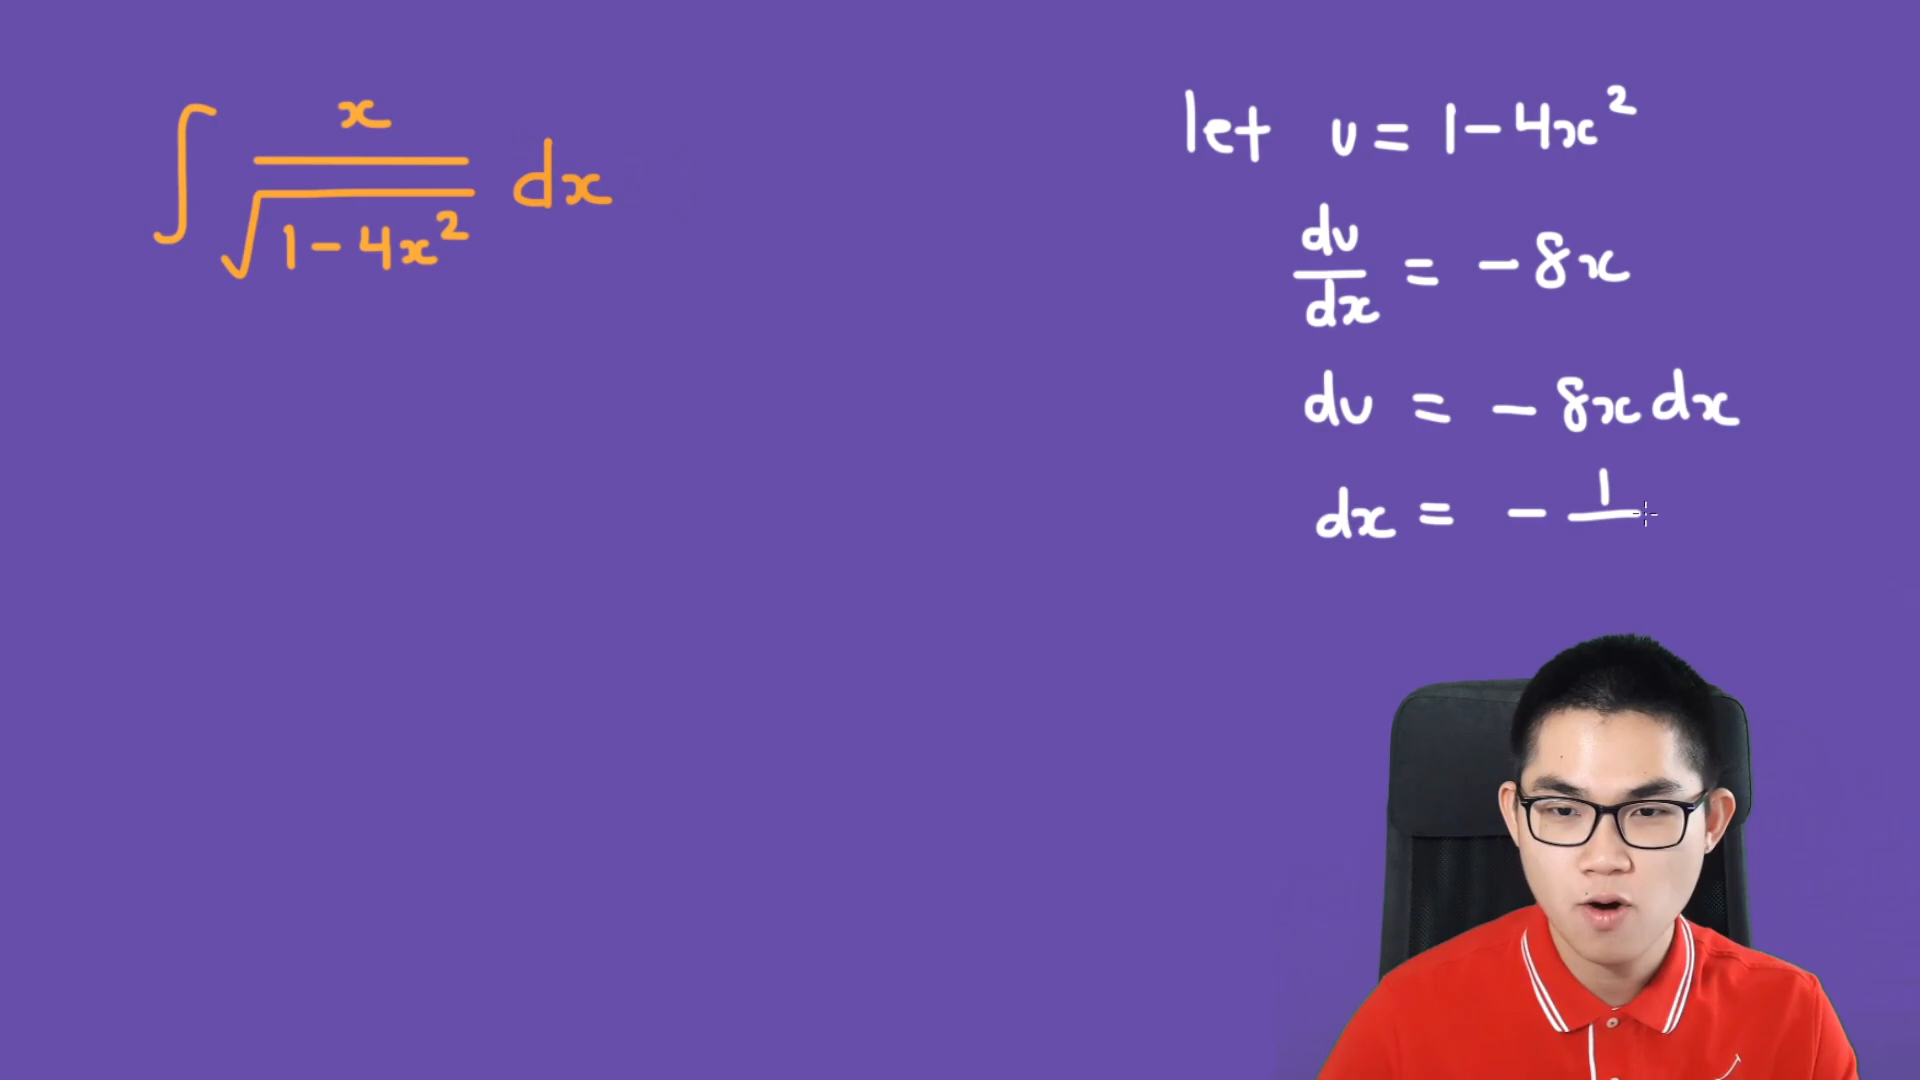 ∫ x / √(1-4x²) dx
let u = 1-4x²
du/dx = -8x
du = -8x dx
dx = - 1/